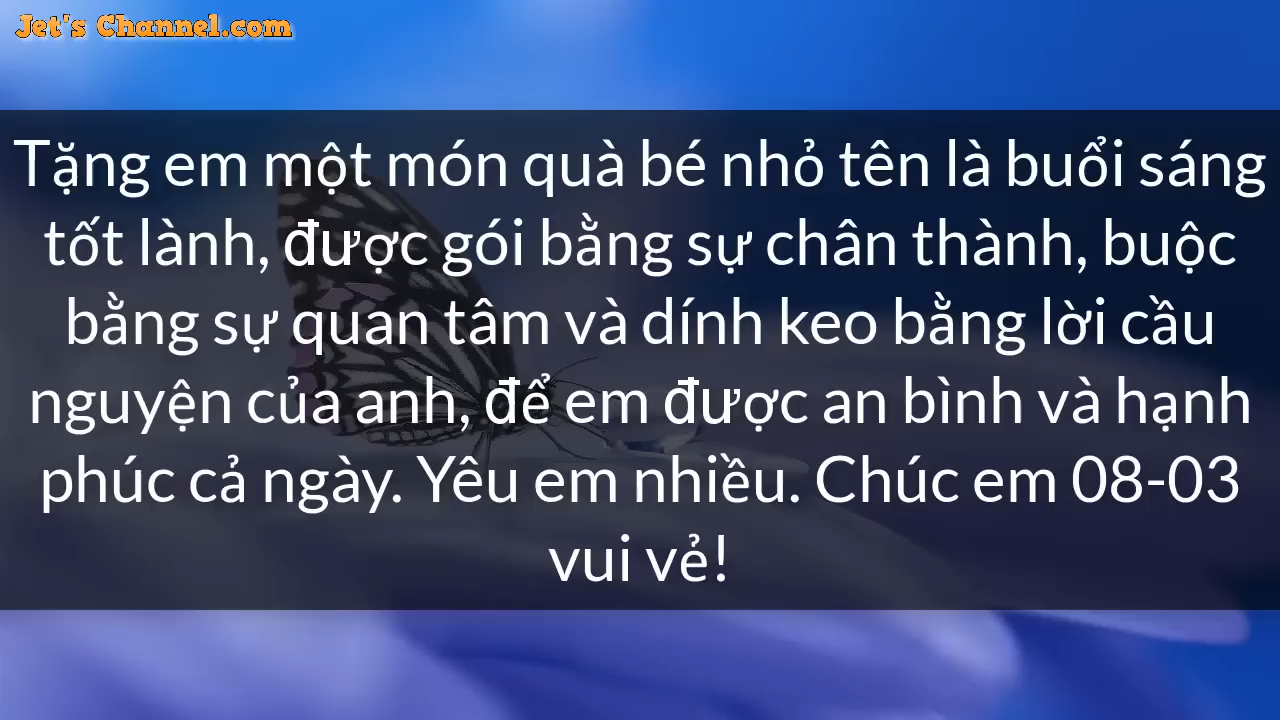 Jet's Channel.com
Tặng em một món quà bé nhỏ tên là buổi sáng
tốt lành, được gói bằng sự chân thành, buộc
bằng sự quan tâm và dính keo bằng lời cầu
nguyện của anh, để em được an bình và hạnh
phúc cả ngày. Yêu em nhiều. Chúc em 08-03
vui vẻ!